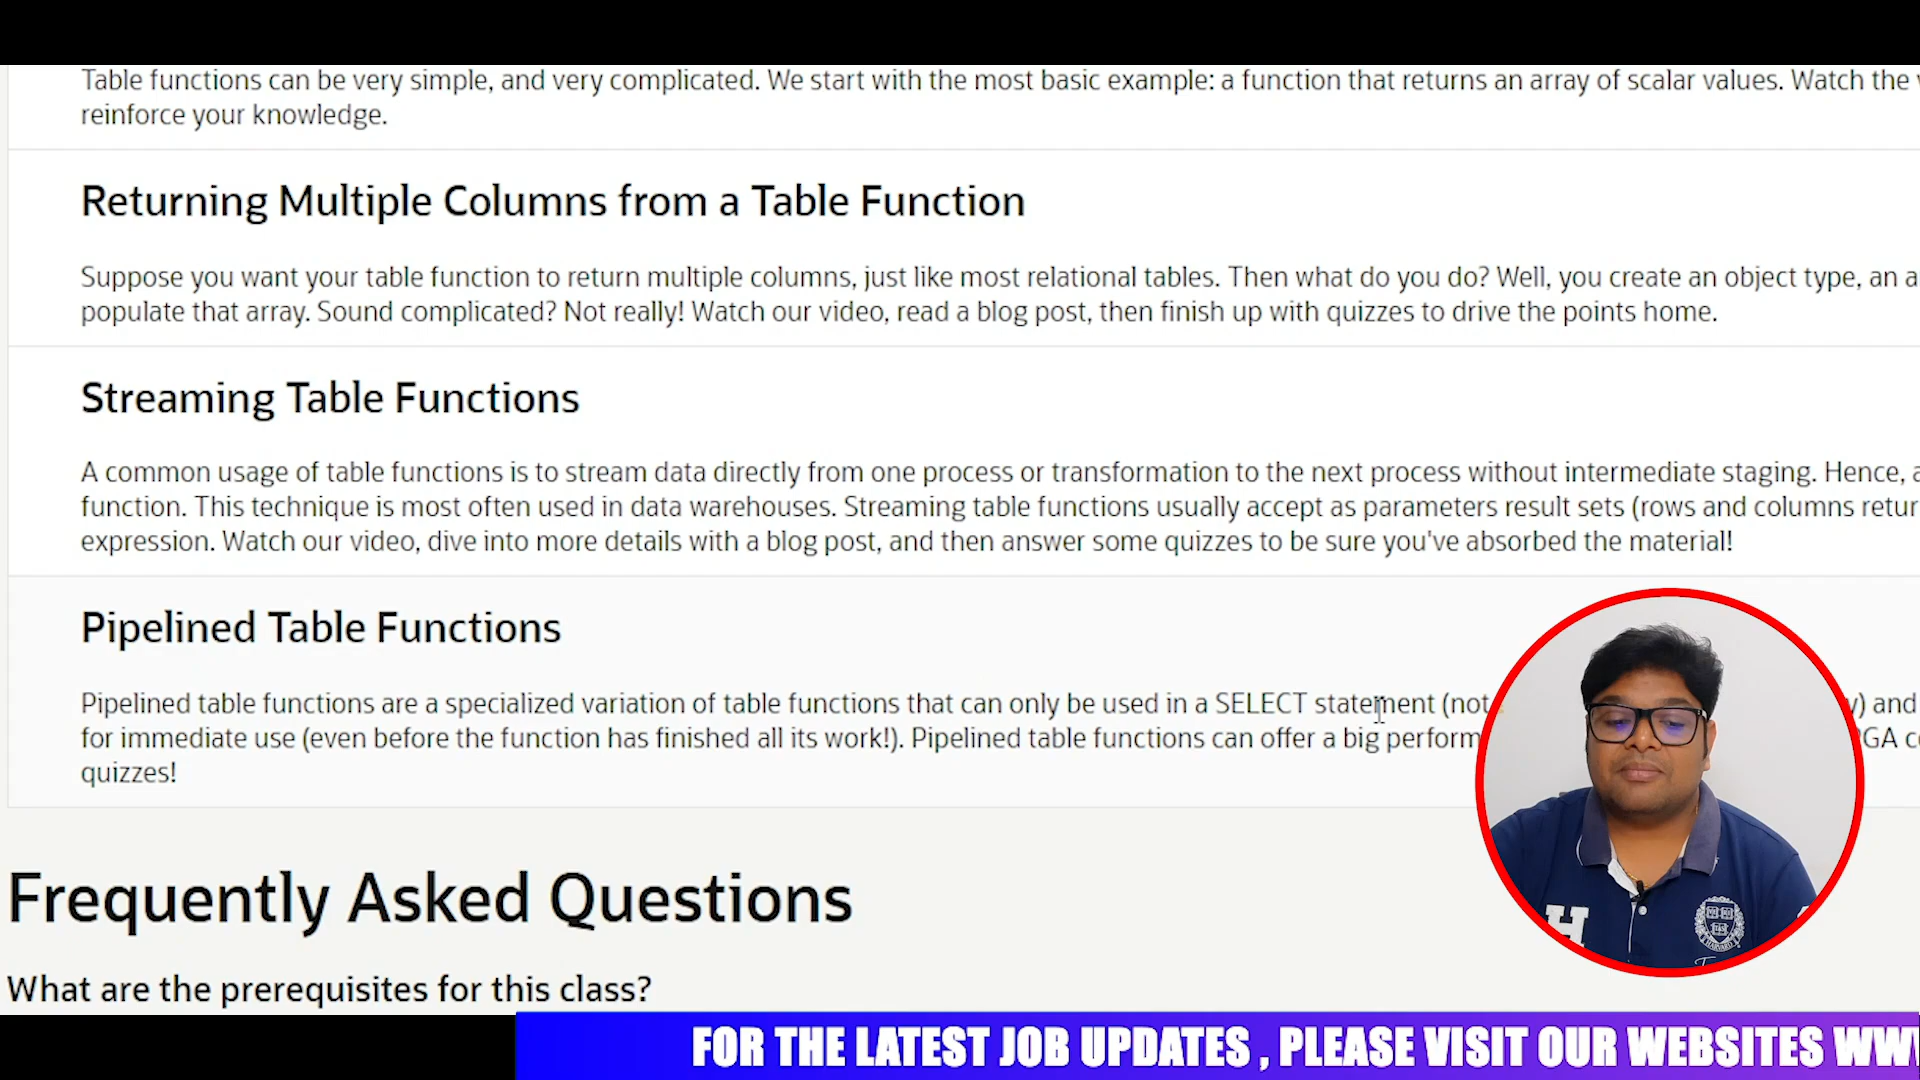 Table functions can be very simple, and very complicated. We start with the most basic example: a function that returns an array of scalar values. Watch the
reinforce your knowledge.
Returning Multiple Columns from a Table Function
Suppose you want your table function to return multiple columns, just like most relational tables. Then what do you do? Well, you create an object type, an a
populate that array. Sound complicated? Not really! Watch our video, read a blog post, then finish up with quizzes to drive the points home.
Streaming Table Functions
A common usage of table functions is to stream data directly from one process or transformation to the next process without intermediate staging. Hence, a
function. This technique is most often used in data warehouses. Streaming table functions usually accept as parameters result sets (rows and columns retur
expression. Watch our video, dive into more details with a blog post, and then answer some quizzes to be sure you've absorbed the material!
Pipelined Table Functions
Pipelined table functions are a specialized variation of table functions that can only be used in a SELECT statement (not y) and
for immediate use (even before the function has finished all its work!). Pipelined table functions can offer a big perform GA c
quizzes!
H
HARVARD
Frequently Asked Questions
What are the prerequisites for this class?
FOR THE LATEST JOB UPDATES , PLEASE VISIT OUR WEBSITES WW